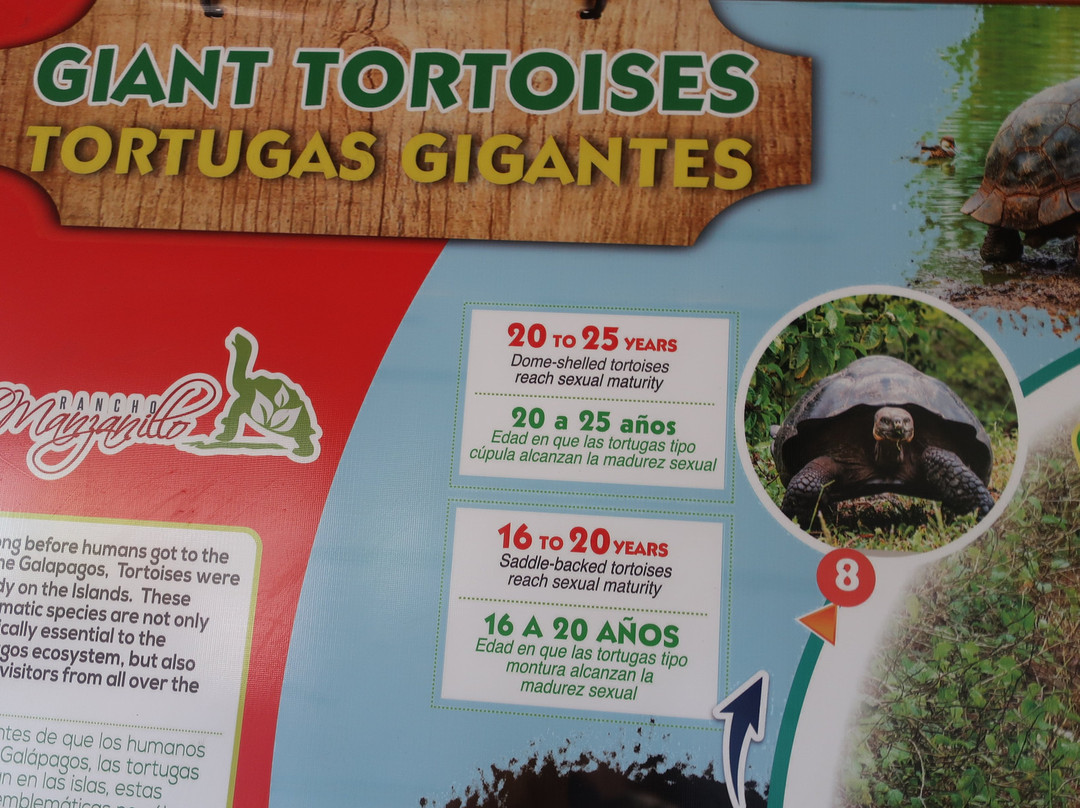 GIANT TORTOISES
TORTUGAS GIGANTES
20 TO 25 YEARS
Dome-shelled tortoises
reach sexual maturity
20 a 25 años
Edad en que las tortugas tipo
cúpula alcanzan la madurez sexual
RANCHO
Manzanillo
16 TO 20 YEARS
Saddle-backed tortoises
reach sexual maturity
16 A 20 AÑOS
Edad en que las tortugas tipo
montura alcanzan la
madurez sexual
8
before humans got to the
Galapagos, Tortoises were
on the Islands. These
species are not only
essential to the
ecosystem, but also
visitors from all over the
de que los humanos
Galápagos, las tortugas
en las islas, estas